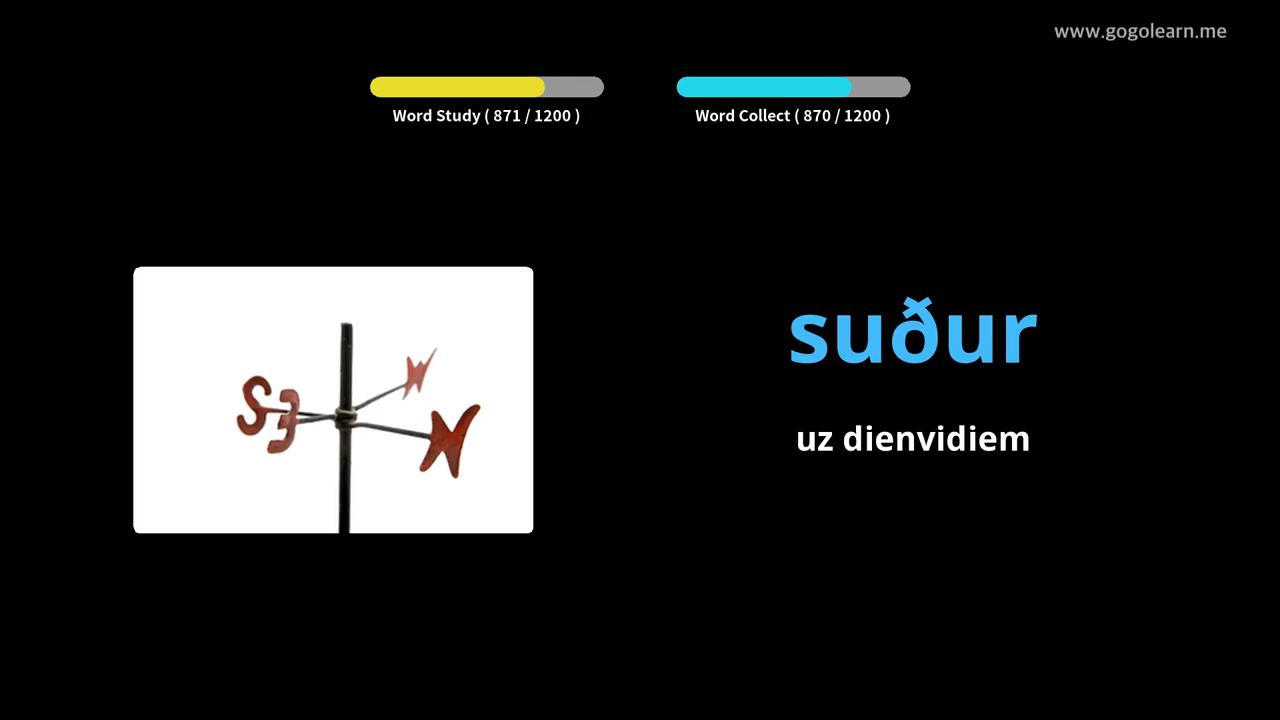 www.gogolearn.me
Word Study ( 871 / 1200 )
Word Collect ( 870 / 1200 )
suður
uz dienvidiem
S
E
N